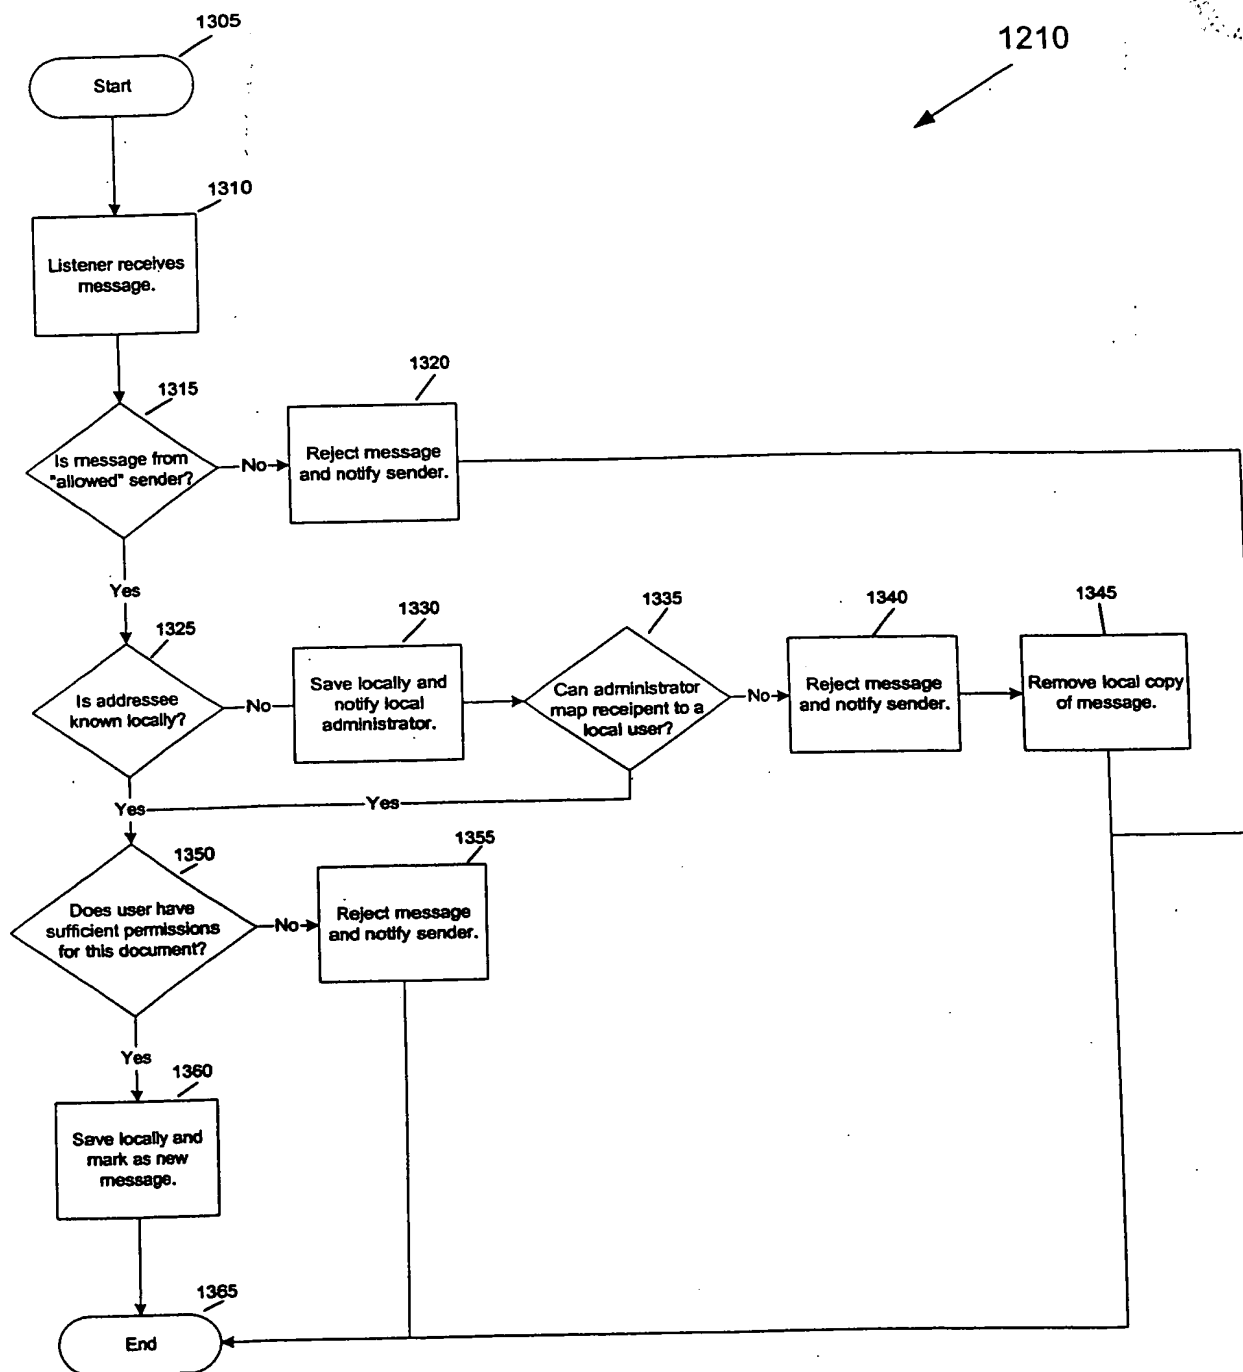 1305
1210
Start
1310
Listener receives
message.
1315
1320
Is message from
"allowed" sender?
No
Reject message
and notify sender.
Yes
1325
1330
1335
1340
1345
Is addressee
known locally?
No
Save locally and
notify local
administrator.
Can administrator
map receipent to a
local user?
No
Reject message
and notify sender.
Remove local copy
of message.
Yes
Yes
1350
1355
Does user have
sufficient permissions
for this document?
No
Reject message
and notify sender.
Yes
1360
Save locally and
mark as new
message.
1365
End